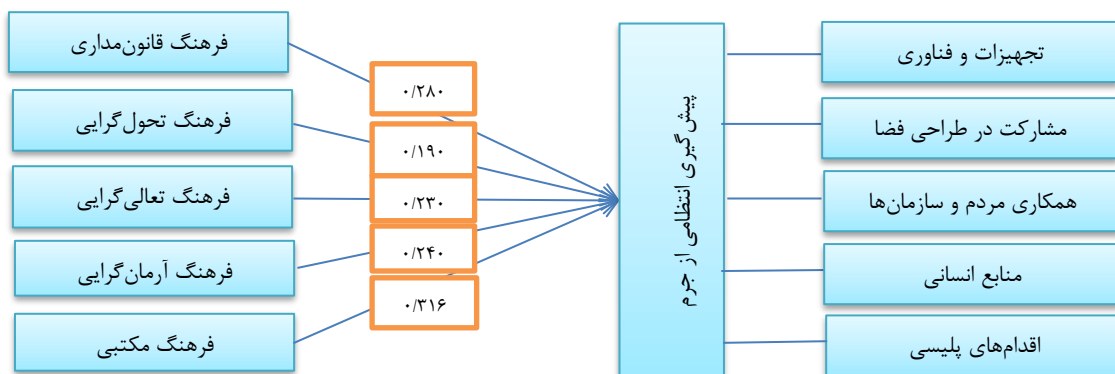 تجهیزات و فناوری
مشارکت در طراحی فضا
همکاری مردم و سازمان‌ها
منابع انسانی
اقدام‌های پلیسی
پیش‌گیری انتظامی از جرم
۰/۲۸۰
۰/۱۹۰
۰/۲۳۰
۰/۲۴۰
۰/۳۱۶
فرهنگ قانون‌مداری
فرهنگ تحول‌گرایی
فرهنگ تعالی‌گرایی
فرهنگ آرمان‌گرایی
فرهنگ مکتبی